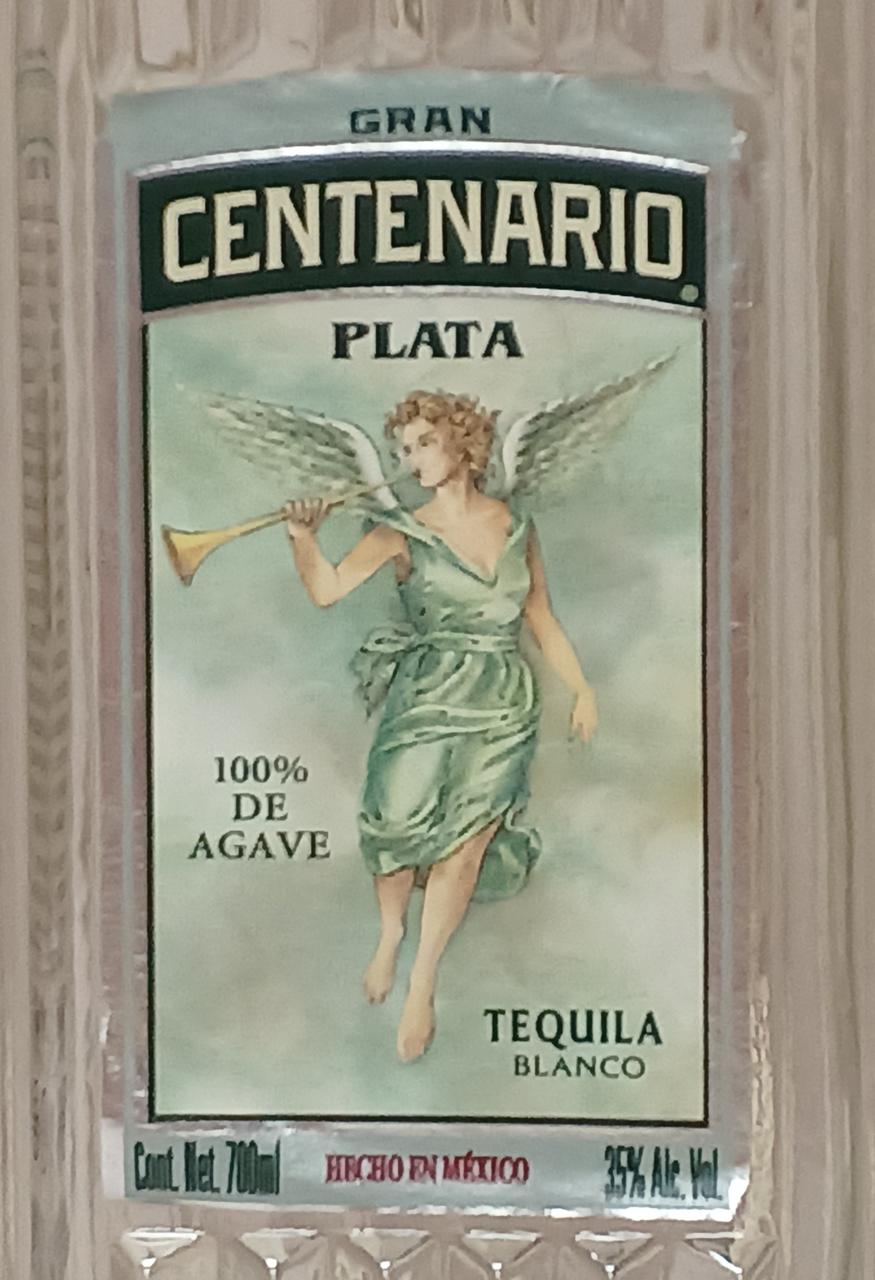 GRAN
CENTENARIO
PLATA
100%
DE
AGAVE
TEQUILA
BLANCO
Cont. Net. 700ml HECHO EN MÉXICO 35% Alc. Vol.